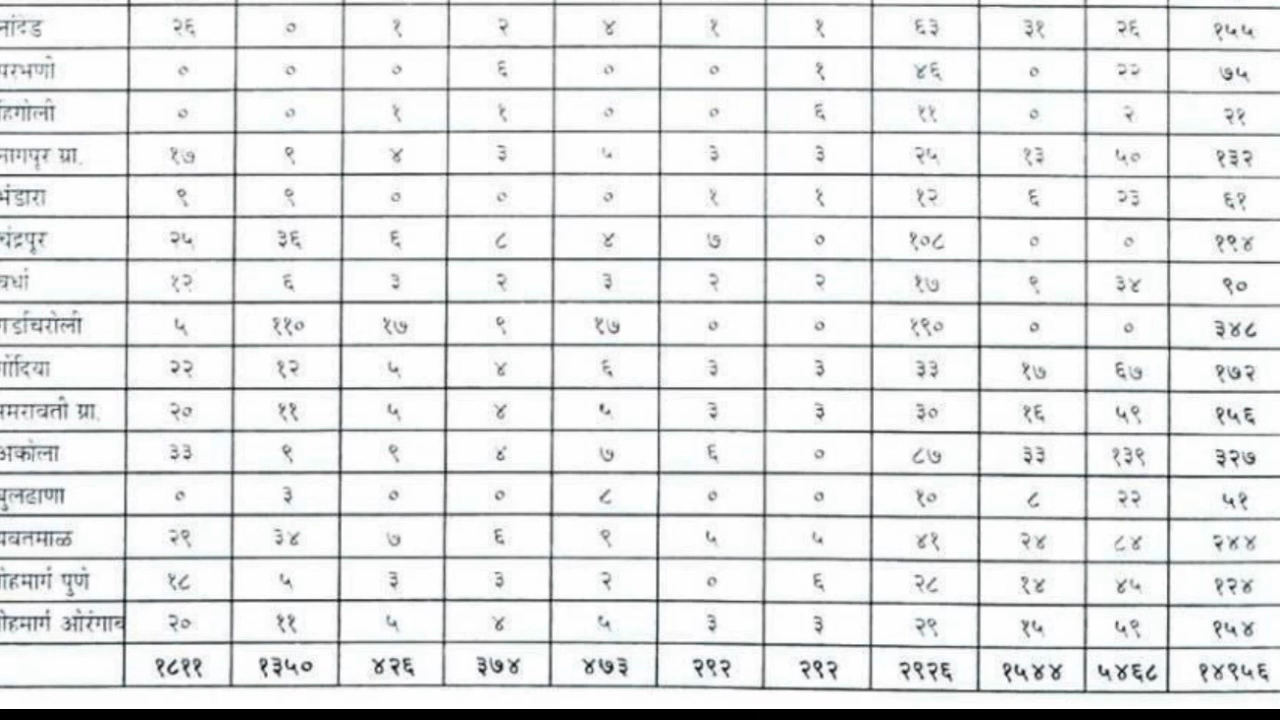 नांदेड २६ ० १ २ ४ १ १ ६३ ३१ २६ १५५
परभणी ० ० ० ६ ० ० १ ४६ ० २२ ७५
हिंगोली ० ० १ १ ० ० ६ ११ ० २ २१
नागपूर ग्रा. १७ ९ ४ ३ ५ ३ ३ २५ १३ ५० १३२
भंडारा ९ ९ ० ० ० १ १ १२ ६ २३ ६१
चंद्रपूर २५ ३६ ६ ८ ४ ७ ० १०८ ० ० १९४
वर्धा १२ ६ ३ २ ३ २ २ १७ ९ ३४ ९०
गडचिरोली ५ ११० १७ ९ १७ ० ० १९० ० ० ३४८
गोंदिया २२ १२ ५ ४ ६ ३ ३ ३३ १७ ६७ १७२
अमरावती ग्रा. २० ११ ५ ४ ५ ३ ३ ३० १६ ५९ १५६
अकोला ३३ ९ ९ ४ ७ ६ ० ८७ ३३ १३९ ३२७
बुलढाणा ० ३ ० ० ८ ० ० १० ८ २२ ५१
यवतमाळ २९ ३४ ७ ६ ९ ५ ५ ४१ २४ ८४ २४४
लोहमार्ग पुणे १८ ५ ३ ३ २ ० ६ २८ १४ ४५ १२४
लोहमार्ग औरंगाब २० ११ ५ ४ ५ ३ ३ २९ १५ ५९ १५४
१८११ १३५० ४२६ ३७४ ४७३ २९२ २९२ २९२६ १५४४ ५४६८ १४९५६